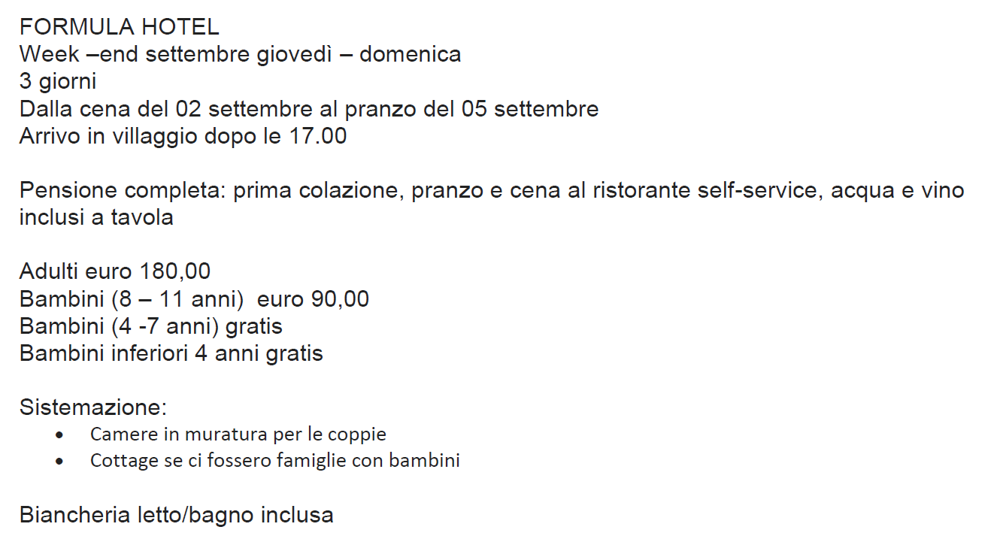 FORMULA HOTEL
Week –end settembre giovedì – domenica
3 giorni
Dalla cena del 02 settembre al pranzo del 05 settembre
Arrivo in villaggio dopo le 17.00
Pensione completa: prima colazione, pranzo e cena al ristorante self-service, acqua e vino
inclusi a tavola
Adulti euro 180,00
Bambini (8 – 11 anni)  euro 90,00
Bambini (4 -7 anni) gratis
Bambini inferiori 4 anni gratis
Sistemazione:
• Camere in muratura per le coppie
• Cottage se ci fossero famiglie con bambini
Biancheria letto/bagno inclusa